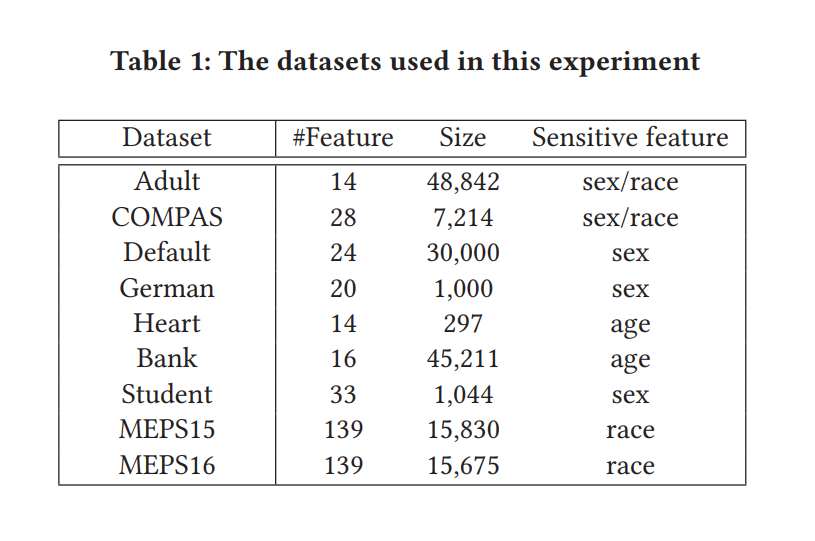 Table 1: The datasets used in this experiment
Dataset #Feature Size Sensitive feature
Adult 14 48,842 sex/race
COMPAS 28 7,214 sex/race
Default 24 30,000 sex
German 20 1,000 sex
Heart 14 297 age
Bank 16 45,211 age
Student 33 1,044 sex
MEPS15 139 15,830 race
MEPS16 139 15,675 race